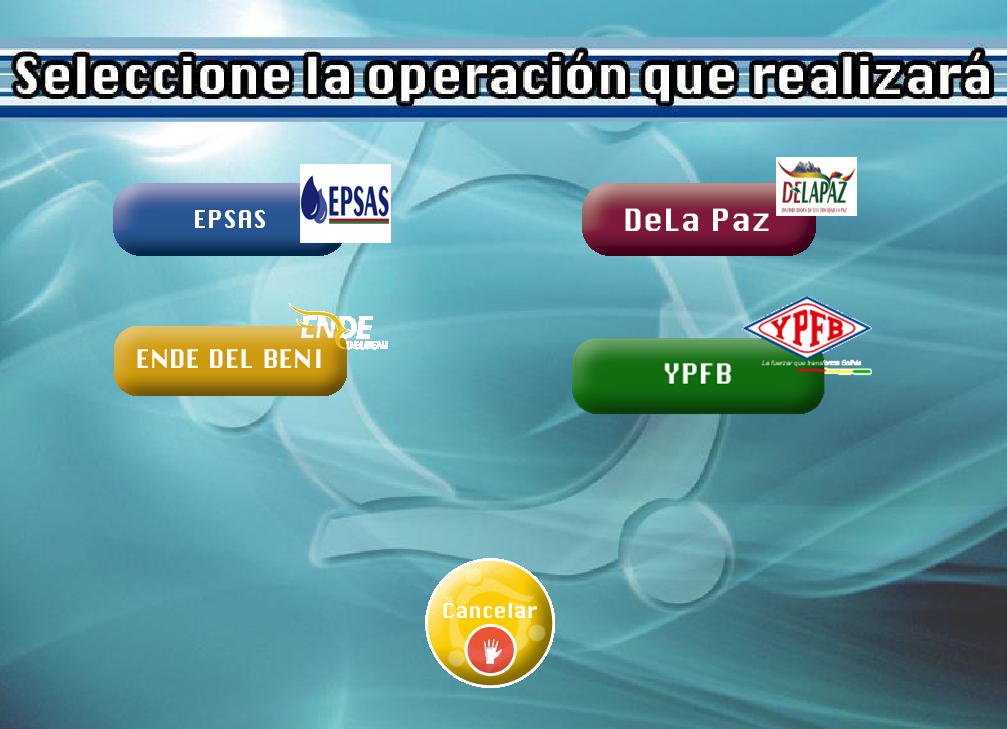 Seleccione la operación que realizará
EPSAS
EPSAS
DeLa Paz
DELAPAZ
ENDE DEL BENI
ENDE
DELBENI
YPFB
YPFB
La fuerza que transforma Bolivia
Cancelar